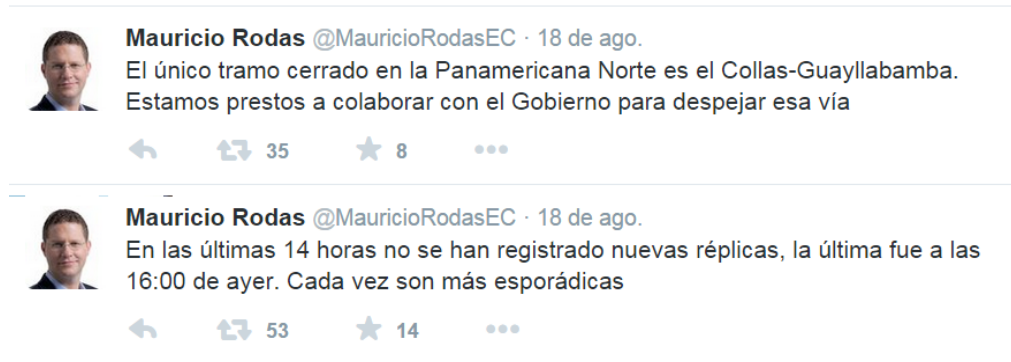 Mauricio Rodas @MauricioRodasEC · 18 de ago.
El único tramo cerrado en la Panamericana Norte es el Collas-Guayllabamba.
Estamos prestos a colaborar con el Gobierno para despejar esa vía
35 8
Mauricio Rodas @MauricioRodasEC · 18 de ago.
En las últimas 14 horas no se han registrado nuevas réplicas, la última fue a las
16:00 de ayer. Cada vez son más esporádicas
53 14